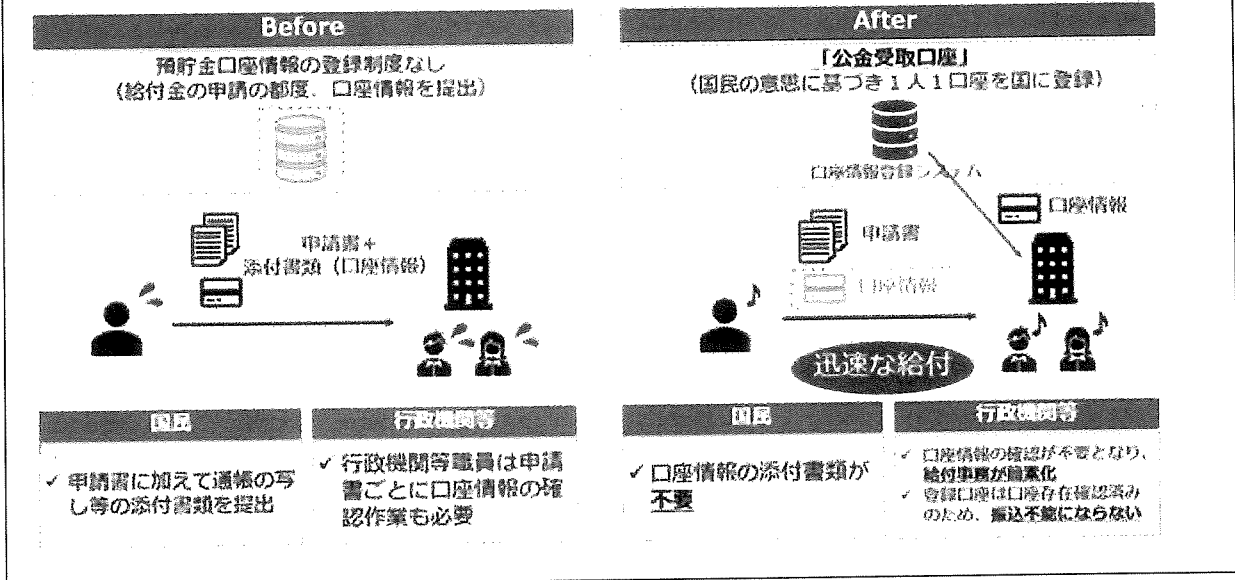 Before
預貯金口座情報の登録制度なし
(給付金の申請の都度、口座情報を提出)
申請書+
添付書類(口座情報)
国民
✓ 申請書に加えて通帳の写
し等の添付書類を提出
行政機関等
✓ 行政機関等職員は申請
書ごとに口座情報の確
認作業も必要
After
「公金受取口座」
(国民の意思に基づき1人1口座を国に登録)
口座情報登録システム
口座情報
申請書
口座情報
迅速な給付
国民
✓ 口座情報の添付書類が
不要
行政機関等
✓ 口座情報の確認が不要となり、
給付事務が簡素化
✓ 登録口座は口座存在確認済み
のため、振込不能にならない